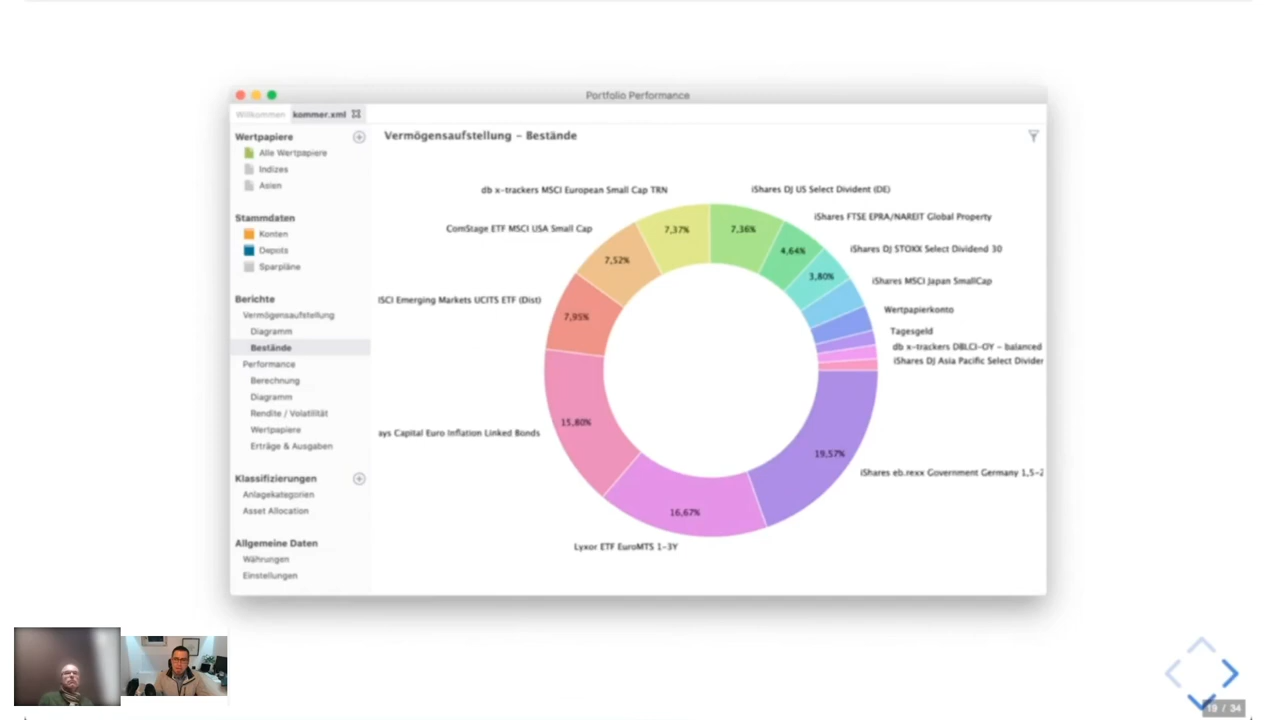 Portfolio Performance
Willkommen
kommer.xml
Wertpapiere
Alle Wertpapiere
Indizes
Asien
Stammdaten
Konten
Depots
Sparpläne
Berichte
Vermögensaufstellung
Diagramm
Bestände
Performance
Berechnung
Diagramm
Rendite / Volatilität
Wertpapiere
Erträge & Ausgaben
Klassifizierungen
Anlagekategorien
Asset Allocation
Allgemeine Daten
Währungen
Einstellungen
Vermögensaufstellung – Bestände
db x-trackers MSCI European Small Cap TRN
iShares DJ US Select Divident (DE)
ComStage ETF MSCI USA Small Cap
iShares FTSE EPRA/NAREIT Global Property
7,37%
7,36%
4,64%
iShares DJ STOXX Select Dividend 30
7,52%
3,80%
iShares MSCI Japan SmallCap
ISCI Emerging Markets UCITS ETF (Dist)
Wertpapierkonto
7,95%
Tagesgeld
db x-trackers DBLCI-OY - balanced
iShares DJ Asia Pacific Select Divider
15,80%
ays Capital Euro Inflation Linked Bonds
19,57%
iShares eb.rexx Government Germany 1,5-2
16,67%
Lyxor ETF EuroMTS 1-3Y
19 / 34